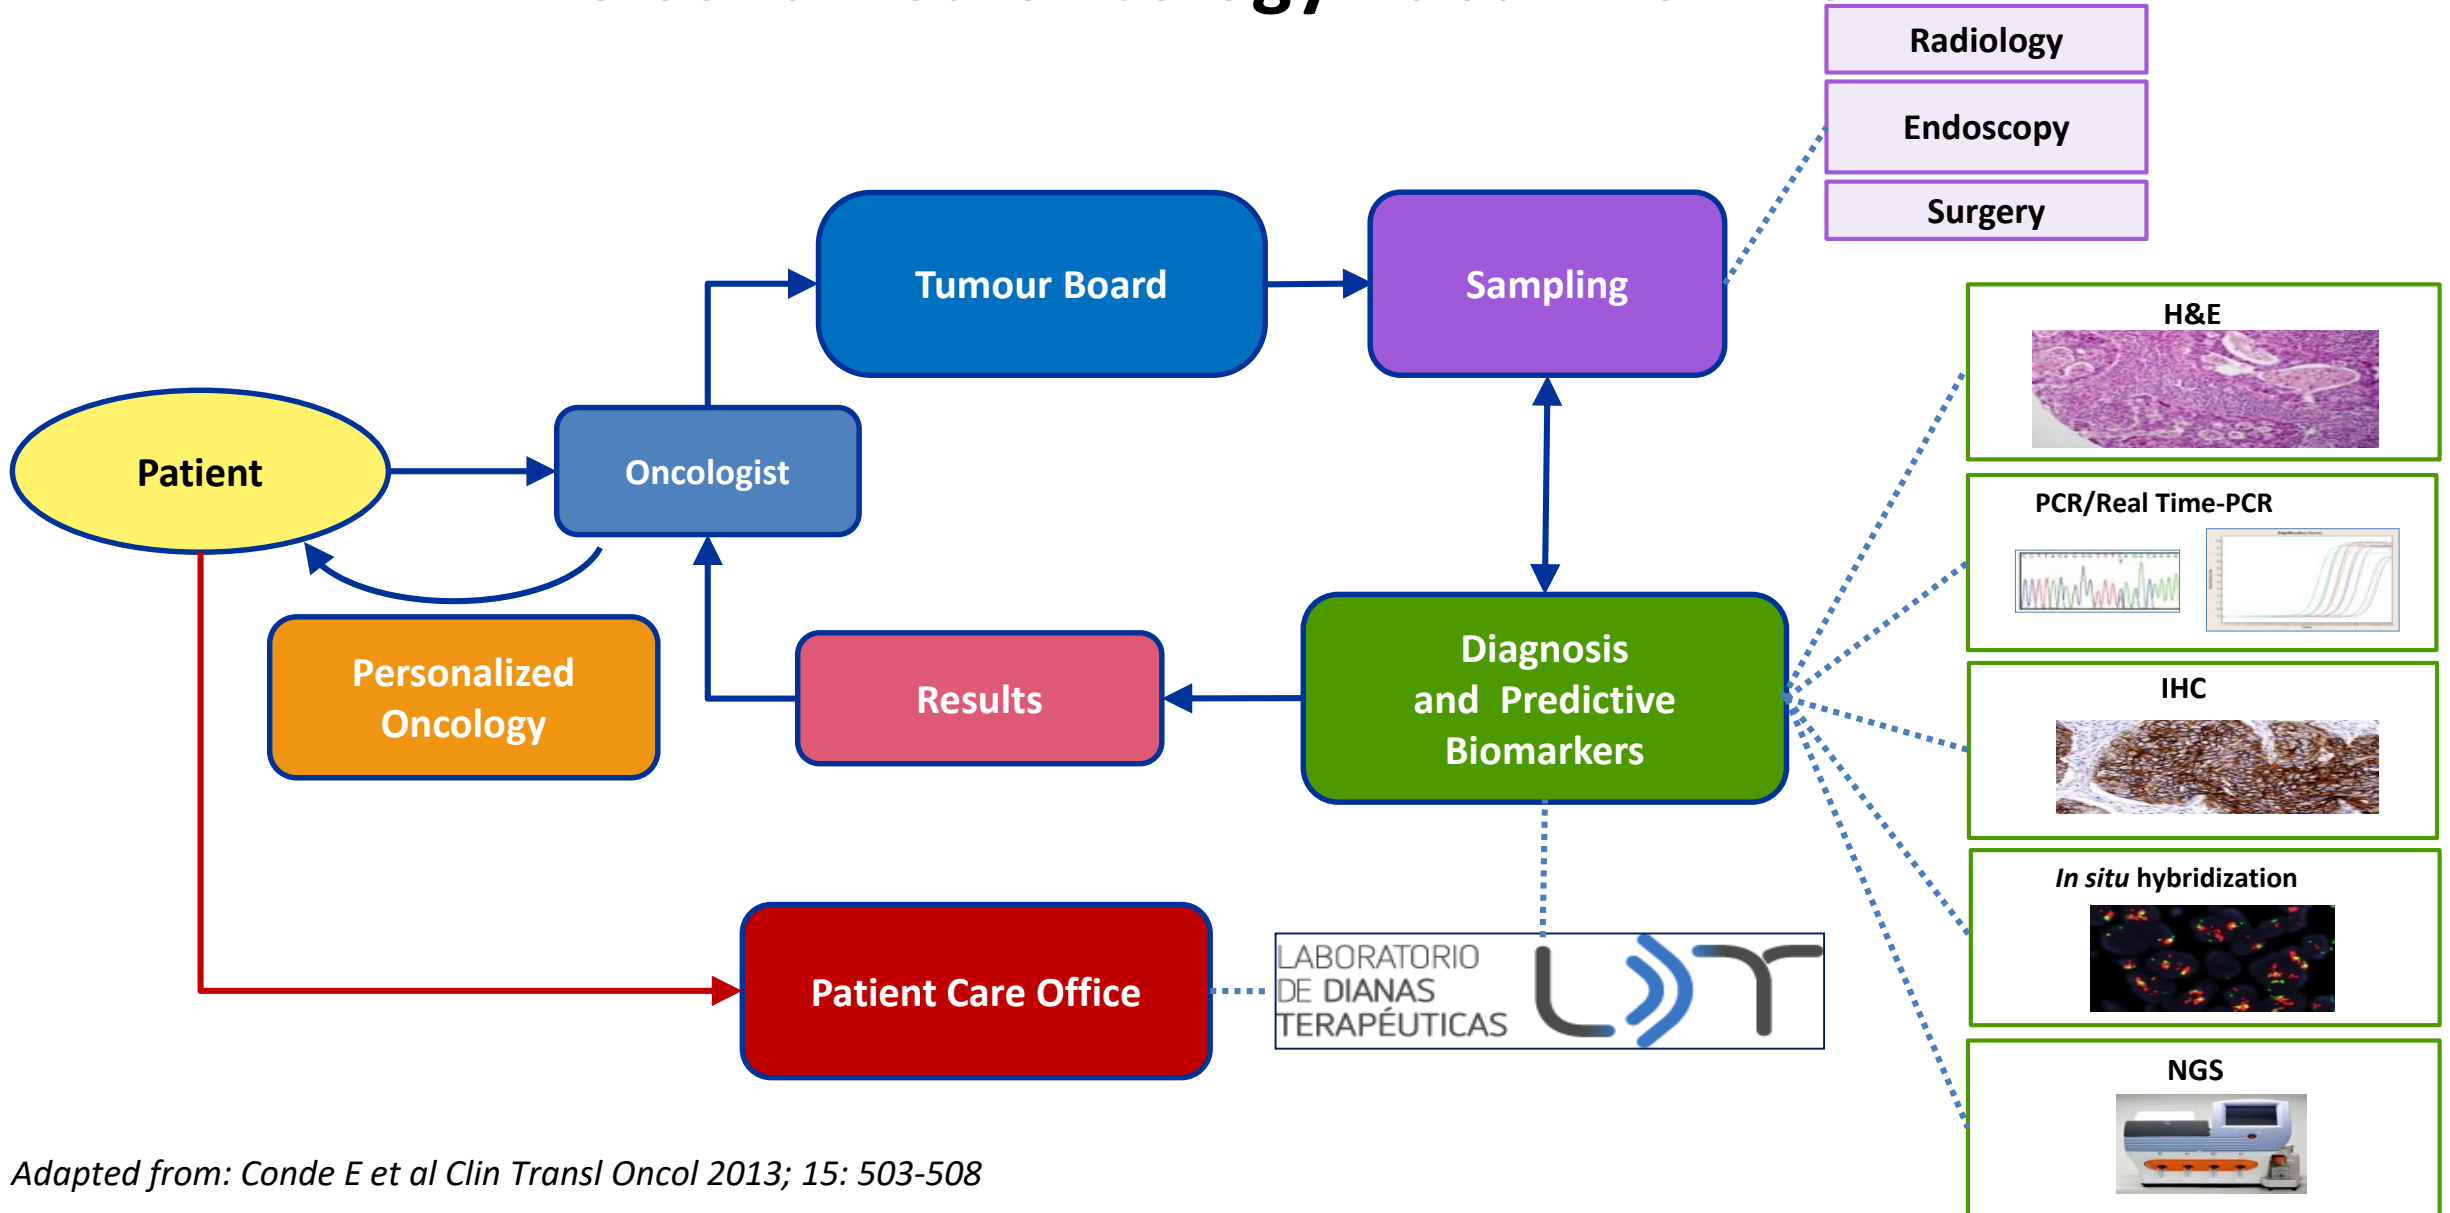 Radiology
Endoscopy
Surgery
Tumour Board
Sampling
H&E
Patient
Oncologist
PCR/Real Time-PCR
Personalized
Oncology
Results
Diagnosis
and Predictive
Biomarkers
IHC
In situ hybridization
Patient Care Office
LABORATORIO
DE DIANAS
TERAPÉUTICAS
NGS
Adapted from: Conde E et al Clin Transl Oncol 2013; 15: 503-508